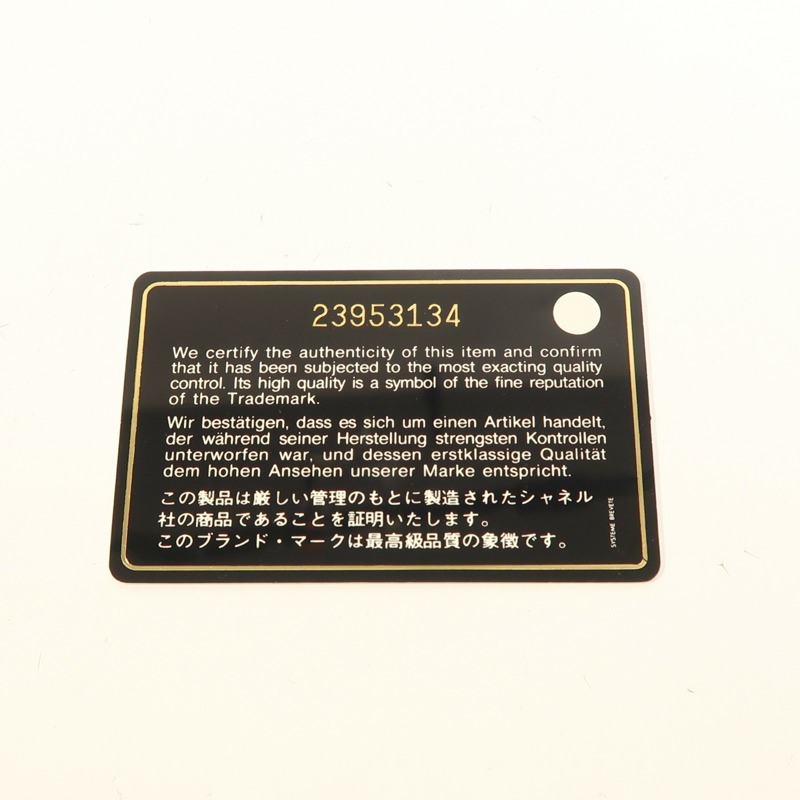 23953134
We certify the authenticity of this item and confirm
that it has been subjected to the most exacting quality
control. Its high quality is a symbol of the fine reputation
of the Trademark.
Wir bestätigen, dass es sich um einen Artikel handelt,
der während seiner Herstellung strengsten Kontrollen
unterworfen war, und dessen erstklassige Qualität
dem hohen Ansehen unserer Marke entspricht.
この製品は厳しい管理のもとに製造されたシャネル
社の商品であることを証明いたします。
このブランド・マークは最高級品質の象徴です。
SYSTEME BREVETE